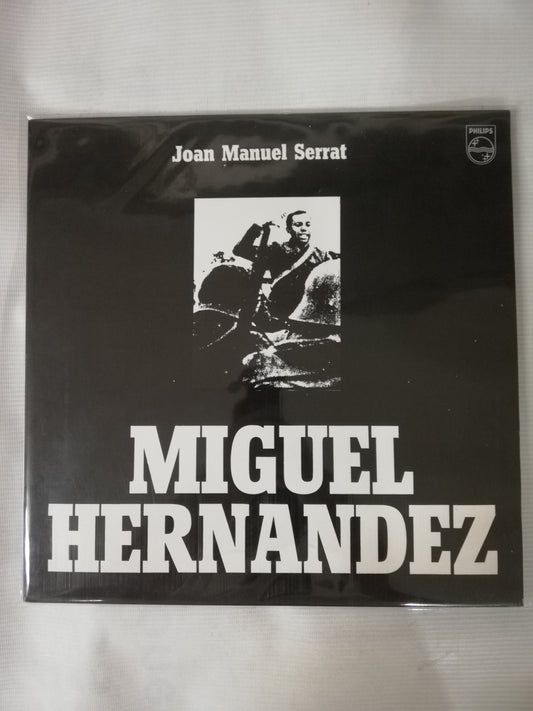 PHILIPS
Joan Manuel Serrat
MIGUEL
HERNANDEZ